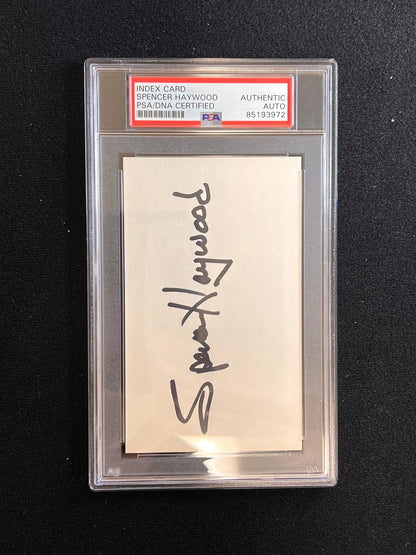 INDEX CARD
SPENCER HAYWOOD AUTHENTIC
PSA/DNA CERTIFIED AUTO
PSA 85193972
Spencer Haywood